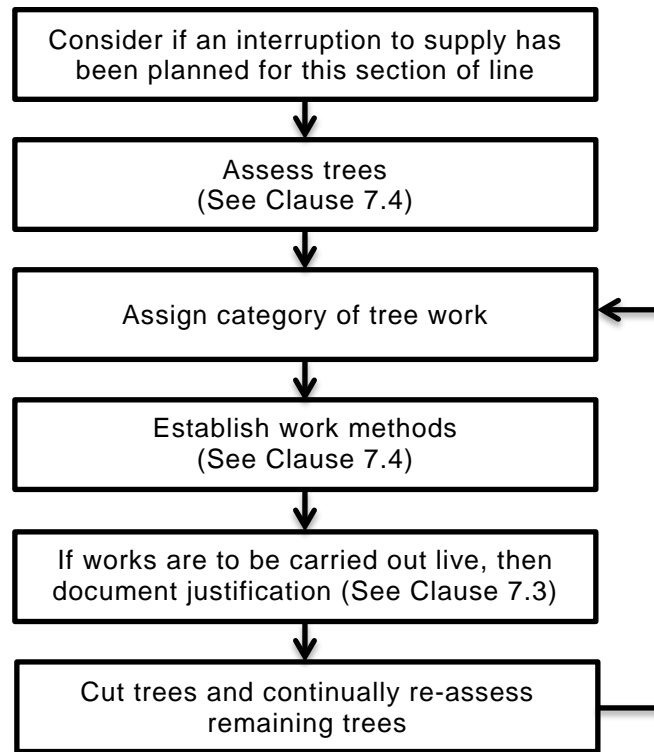 Consider if an interruption to supply has
been planned for this section of line
Assess trees
(See Clause 7.4)
Assign category of tree work
Establish work methods
(See Clause 7.4)
If works are to be carried out live, then
document justification (See Clause 7.3)
Cut trees and continually re-assess
remaining trees